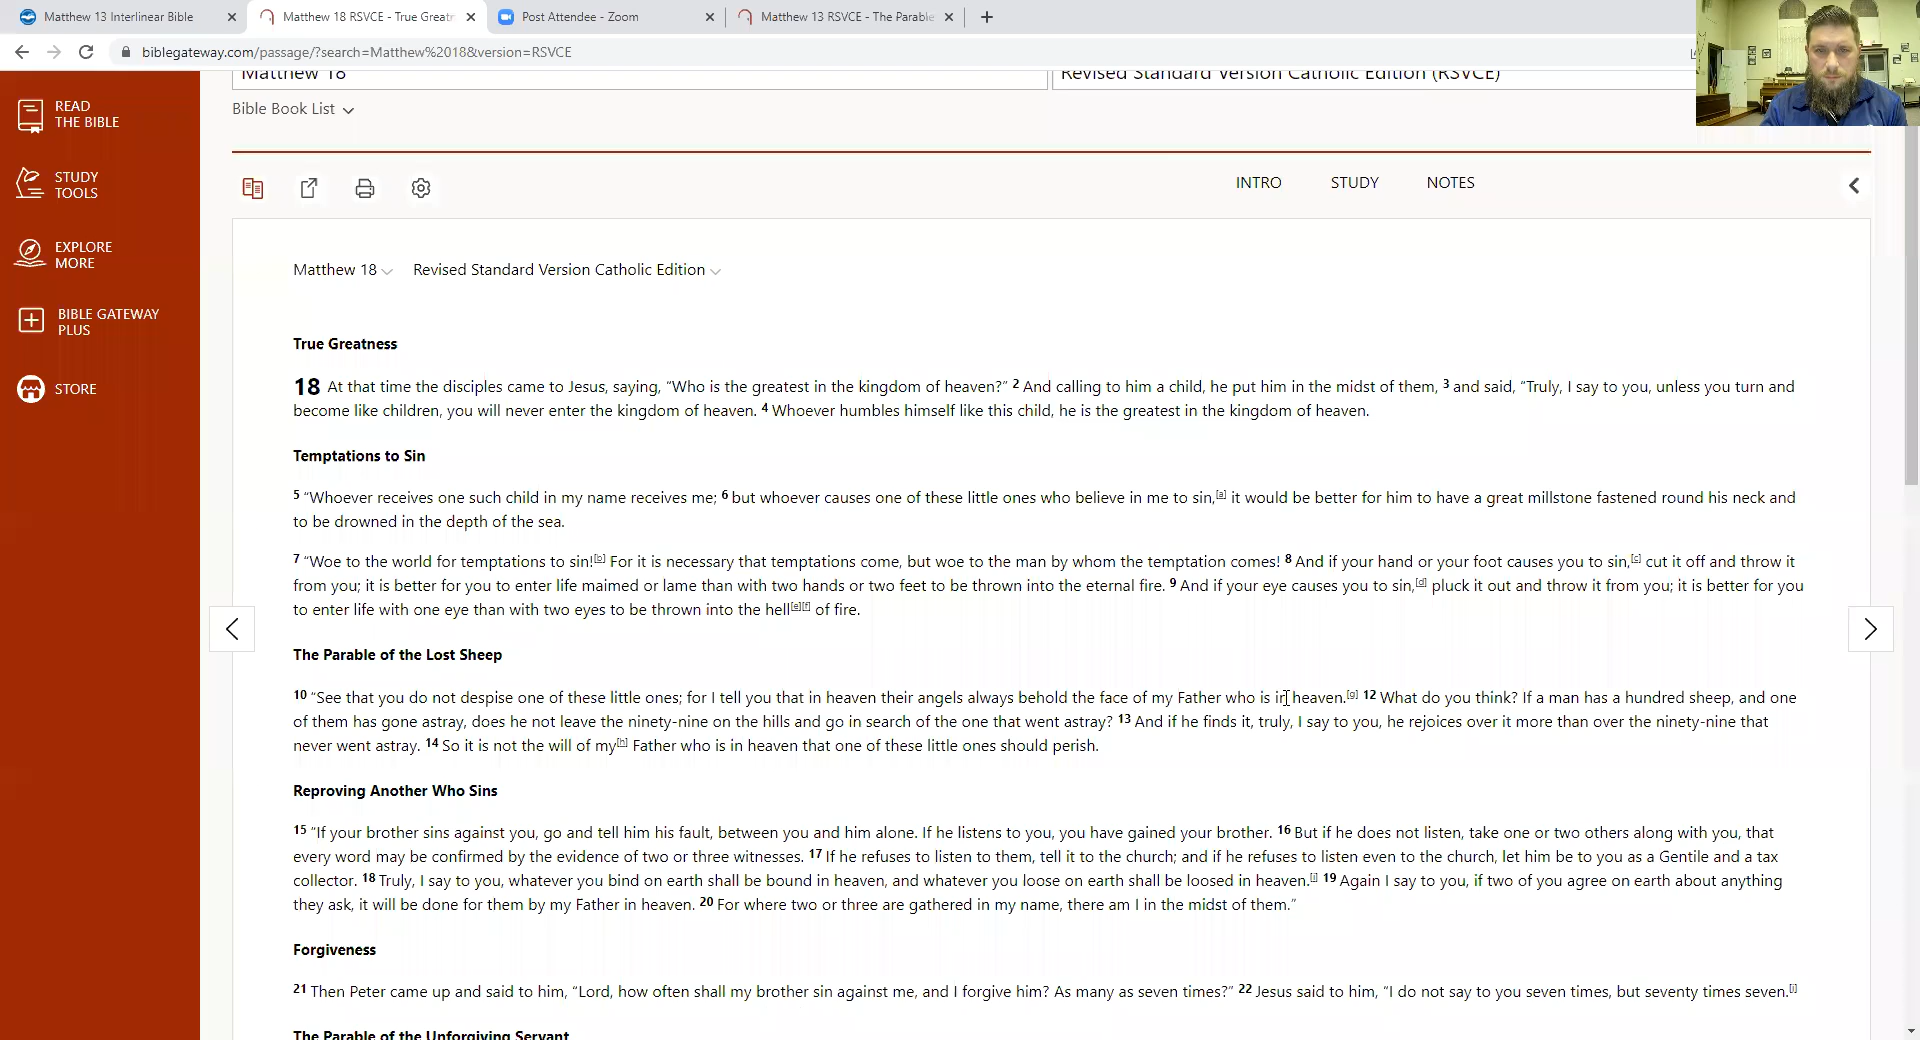 Matthew 13 Interlinear Bible
Matthew 18 RSVCE - True Greatn
Post Attendee - Zoom
Matthew 13 RSVCE - The Parable
biblegateway.com/passage/?search=Matthew%2018&version=RSVCE
Matthew 18
Revised Standard Version Catholic Edition (RSVCE)
Bible Book List
READ
THE BIBLE
STUDY
TOOLS
EXPLORE
MORE
BIBLE GATEWAY
PLUS
STORE
INTRO STUDY NOTES
Matthew 18 Revised Standard Version Catholic Edition
True Greatness
18 At that time the disciples came to Jesus, saying, “Who is the greatest in the kingdom of heaven?” 2 And calling to him a child, he put him in the midst of them, 3 and said, “Truly, I say to you, unless you turn and
become like children, you will never enter the kingdom of heaven. 4 Whoever humbles himself like this child, he is the greatest in the kingdom of heaven.
Temptations to Sin
5 “Whoever receives one such child in my name receives me; 6 but whoever causes one of these little ones who believe in me to sin,[a] it would be better for him to have a great millstone fastened round his neck and
to be drowned in the depth of the sea.
7 “Woe to the world for temptations to sin![b] For it is necessary that temptations come, but woe to the man by whom the temptation comes! 8 And if your hand or your foot causes you to sin,[c] cut it off and throw it
from you; it is better for you to enter life maimed or lame than with two hands or two feet to be thrown into the eternal fire. 9 And if your eye causes you to sin,[d] pluck it out and throw it from you; it is better for you
to enter life with one eye than with two eyes to be thrown into the hell[e][f] of fire.
The Parable of the Lost Sheep
10 “See that you do not despise one of these little ones; for I tell you that in heaven their angels always behold the face of my Father who is in heaven.[g] 12 What do you think? If a man has a hundred sheep, and one
of them has gone astray, does he not leave the ninety-nine on the hills and go in search of the one that went astray? 13 And if he finds it, truly, I say to you, he rejoices over it more than over the ninety-nine that
never went astray. 14 So it is not the will of my[h] Father who is in heaven that one of these little ones should perish.
Reproving Another Who Sins
15 “If your brother sins against you, go and tell him his fault, between you and him alone. If he listens to you, you have gained your brother. 16 But if he does not listen, take one or two others along with you, that
every word may be confirmed by the evidence of two or three witnesses. 17 If he refuses to listen to them, tell it to the church; and if he refuses to listen even to the church, let him be to you as a Gentile and a tax
collector. 18 Truly, I say to you, whatever you bind on earth shall be bound in heaven, and whatever you loose on earth shall be loosed in heaven.[i] 19 Again I say to you, if two of you agree on earth about anything
they ask, it will be done for them by my Father in heaven. 20 For where two or three are gathered in my name, there am I in the midst of them.”
Forgiveness
21 Then Peter came up and said to him, “Lord, how often shall my brother sin against me, and I forgive him? As many as seven times?” 22 Jesus said to him, “I do not say to you seven times, but seventy times seven.[j]
The Parable of the Unforgiving Servant